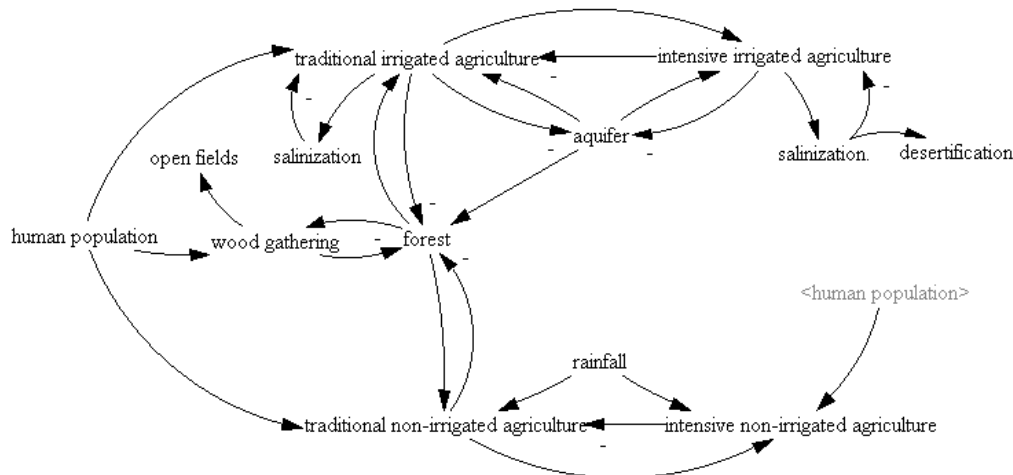 traditional irrigated agriculture
intensive irrigated agriculture
-
-
-
aquifer
-
-
open fields
salinization
salinization.
desertification
-
human population
wood gathering
-
forest
-
<human population>
rainfall
traditional non-irrigated agriculture
intensive non-irrigated agriculture
-